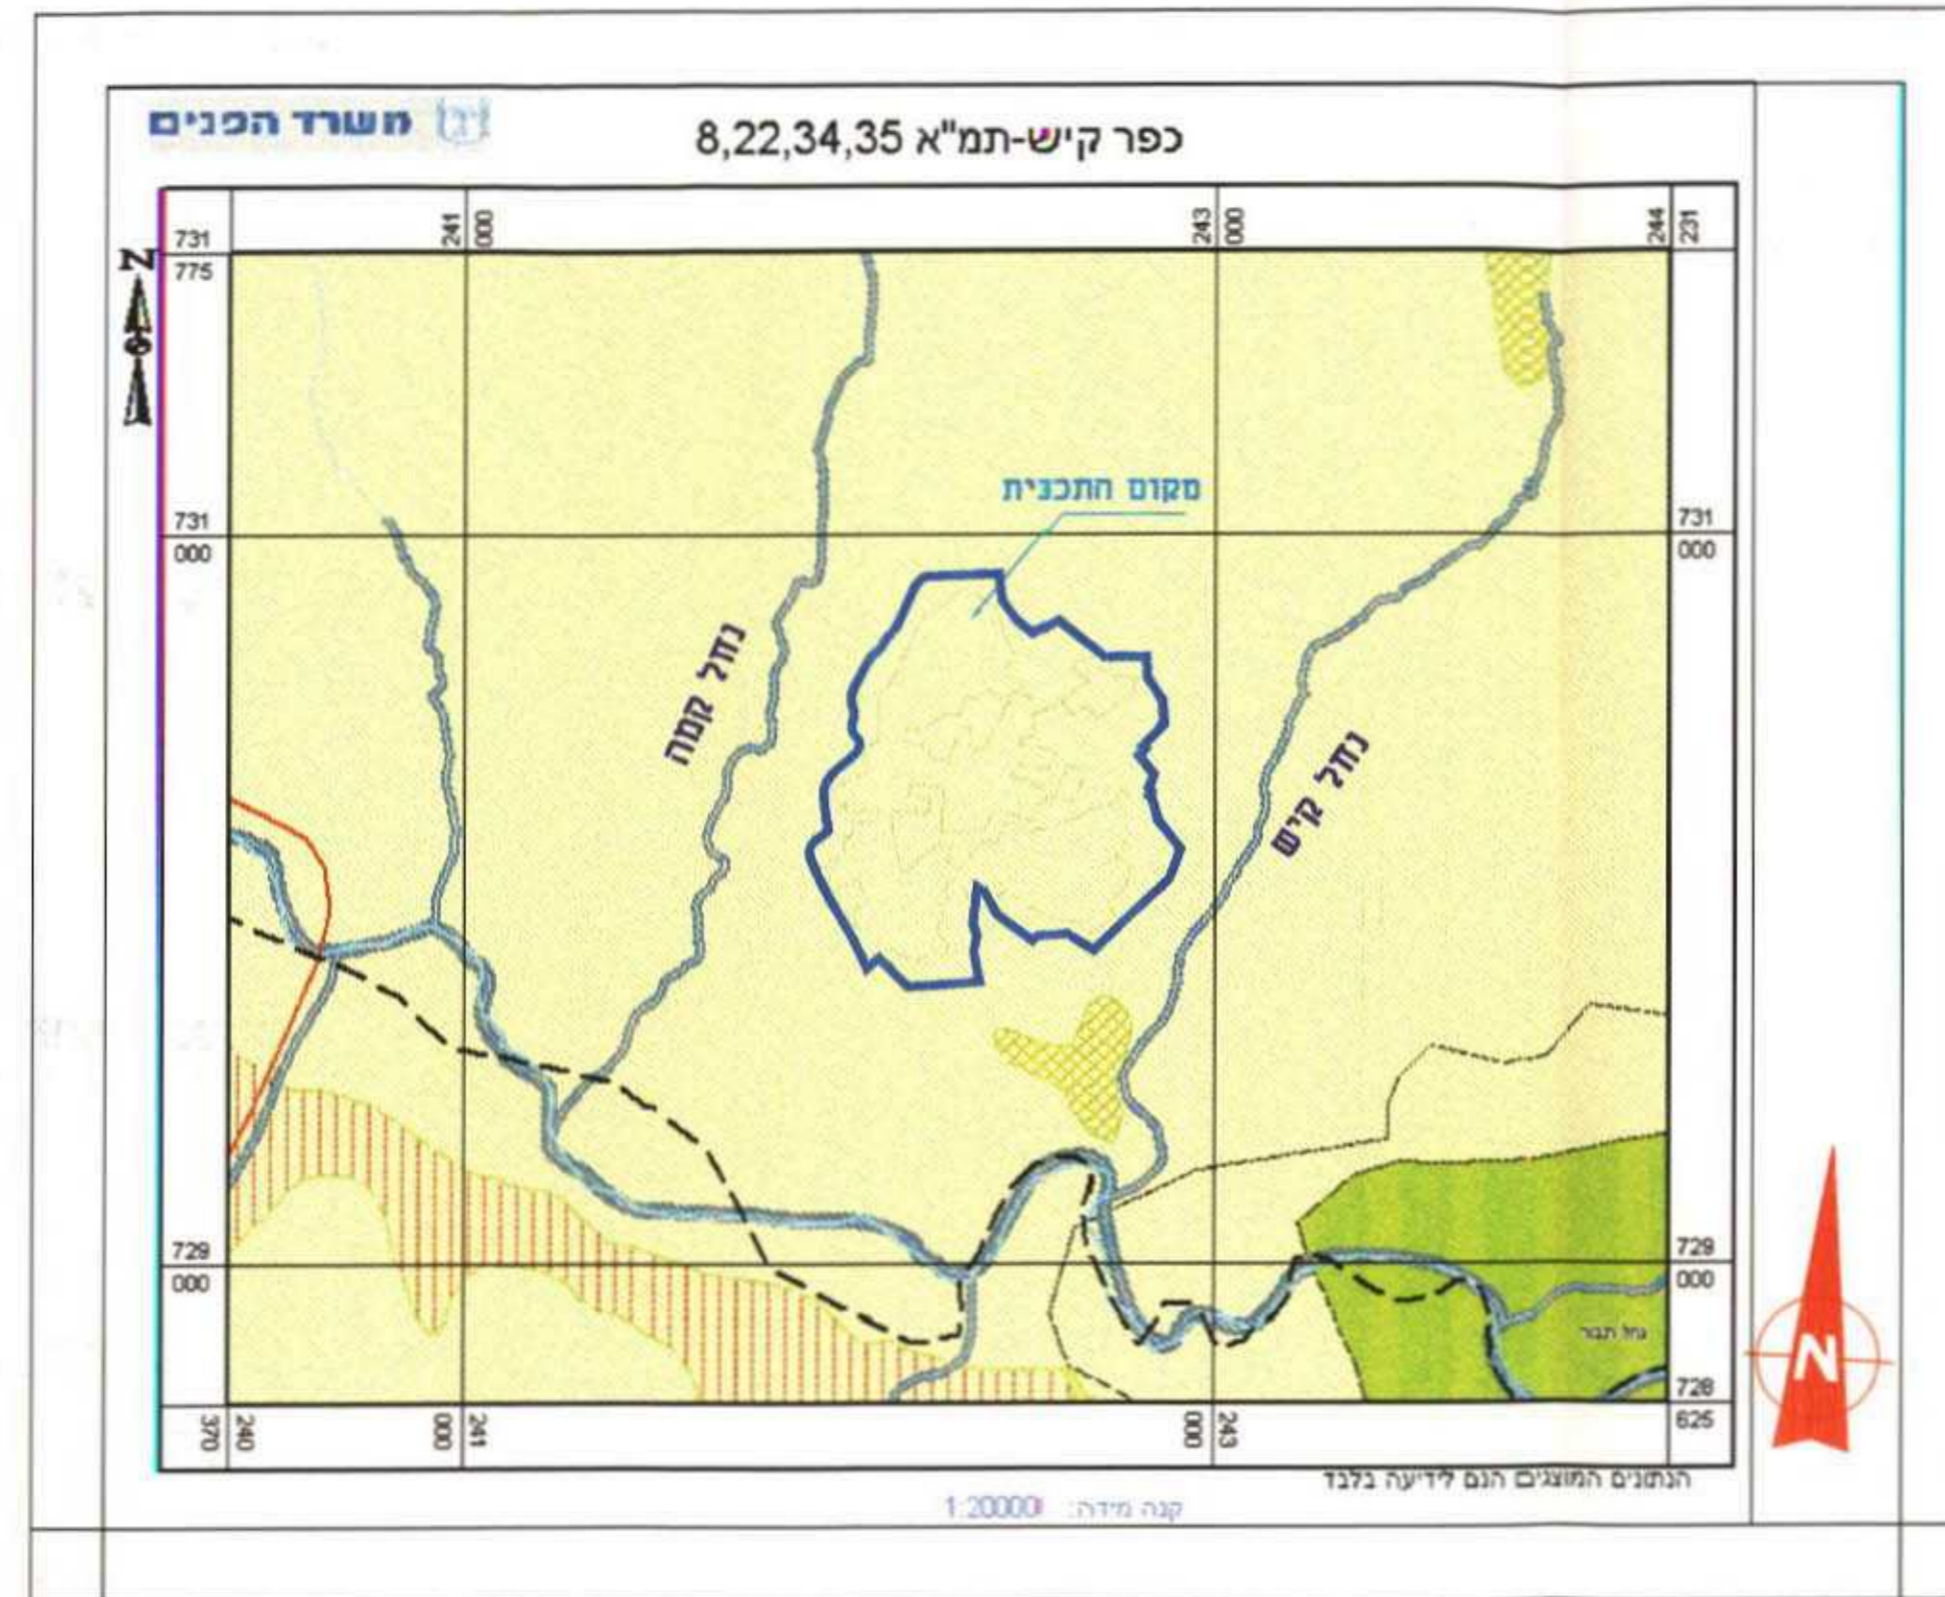 משרד הפנים
כפר קיש-תמ"א 8,22,34,35
241
000
243
000
244
231
731
775
N
מקום התכנית
731
000
731
000
נחל קמה
נחל קיש
729
000
729
000
נחל תבור
728
625
370
240
000
241
000
243
N
הנתונים המוצגים הנם לידיעה בלבד
קנה מידה: 1:20000